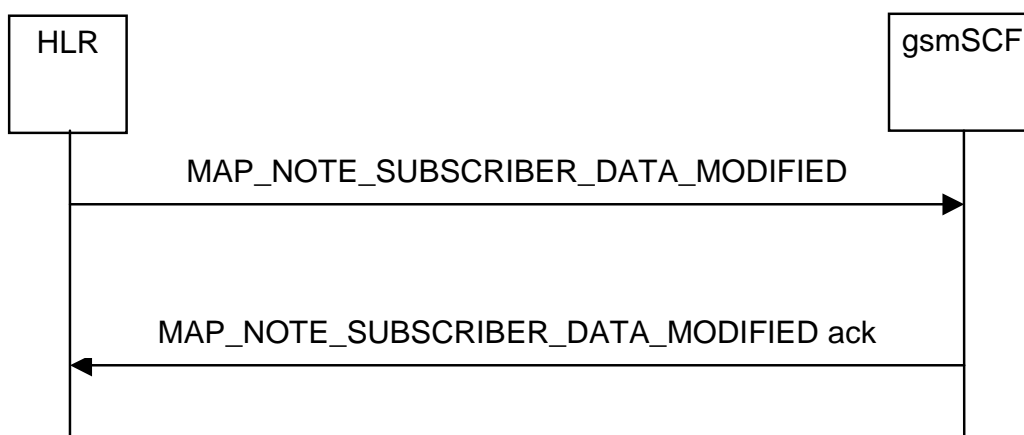 HLR
gsmSCF
MAP_NOTE_SUBSCRIBER_DATA_MODIFIED
MAP_NOTE_SUBSCRIBER_DATA_MODIFIED ack